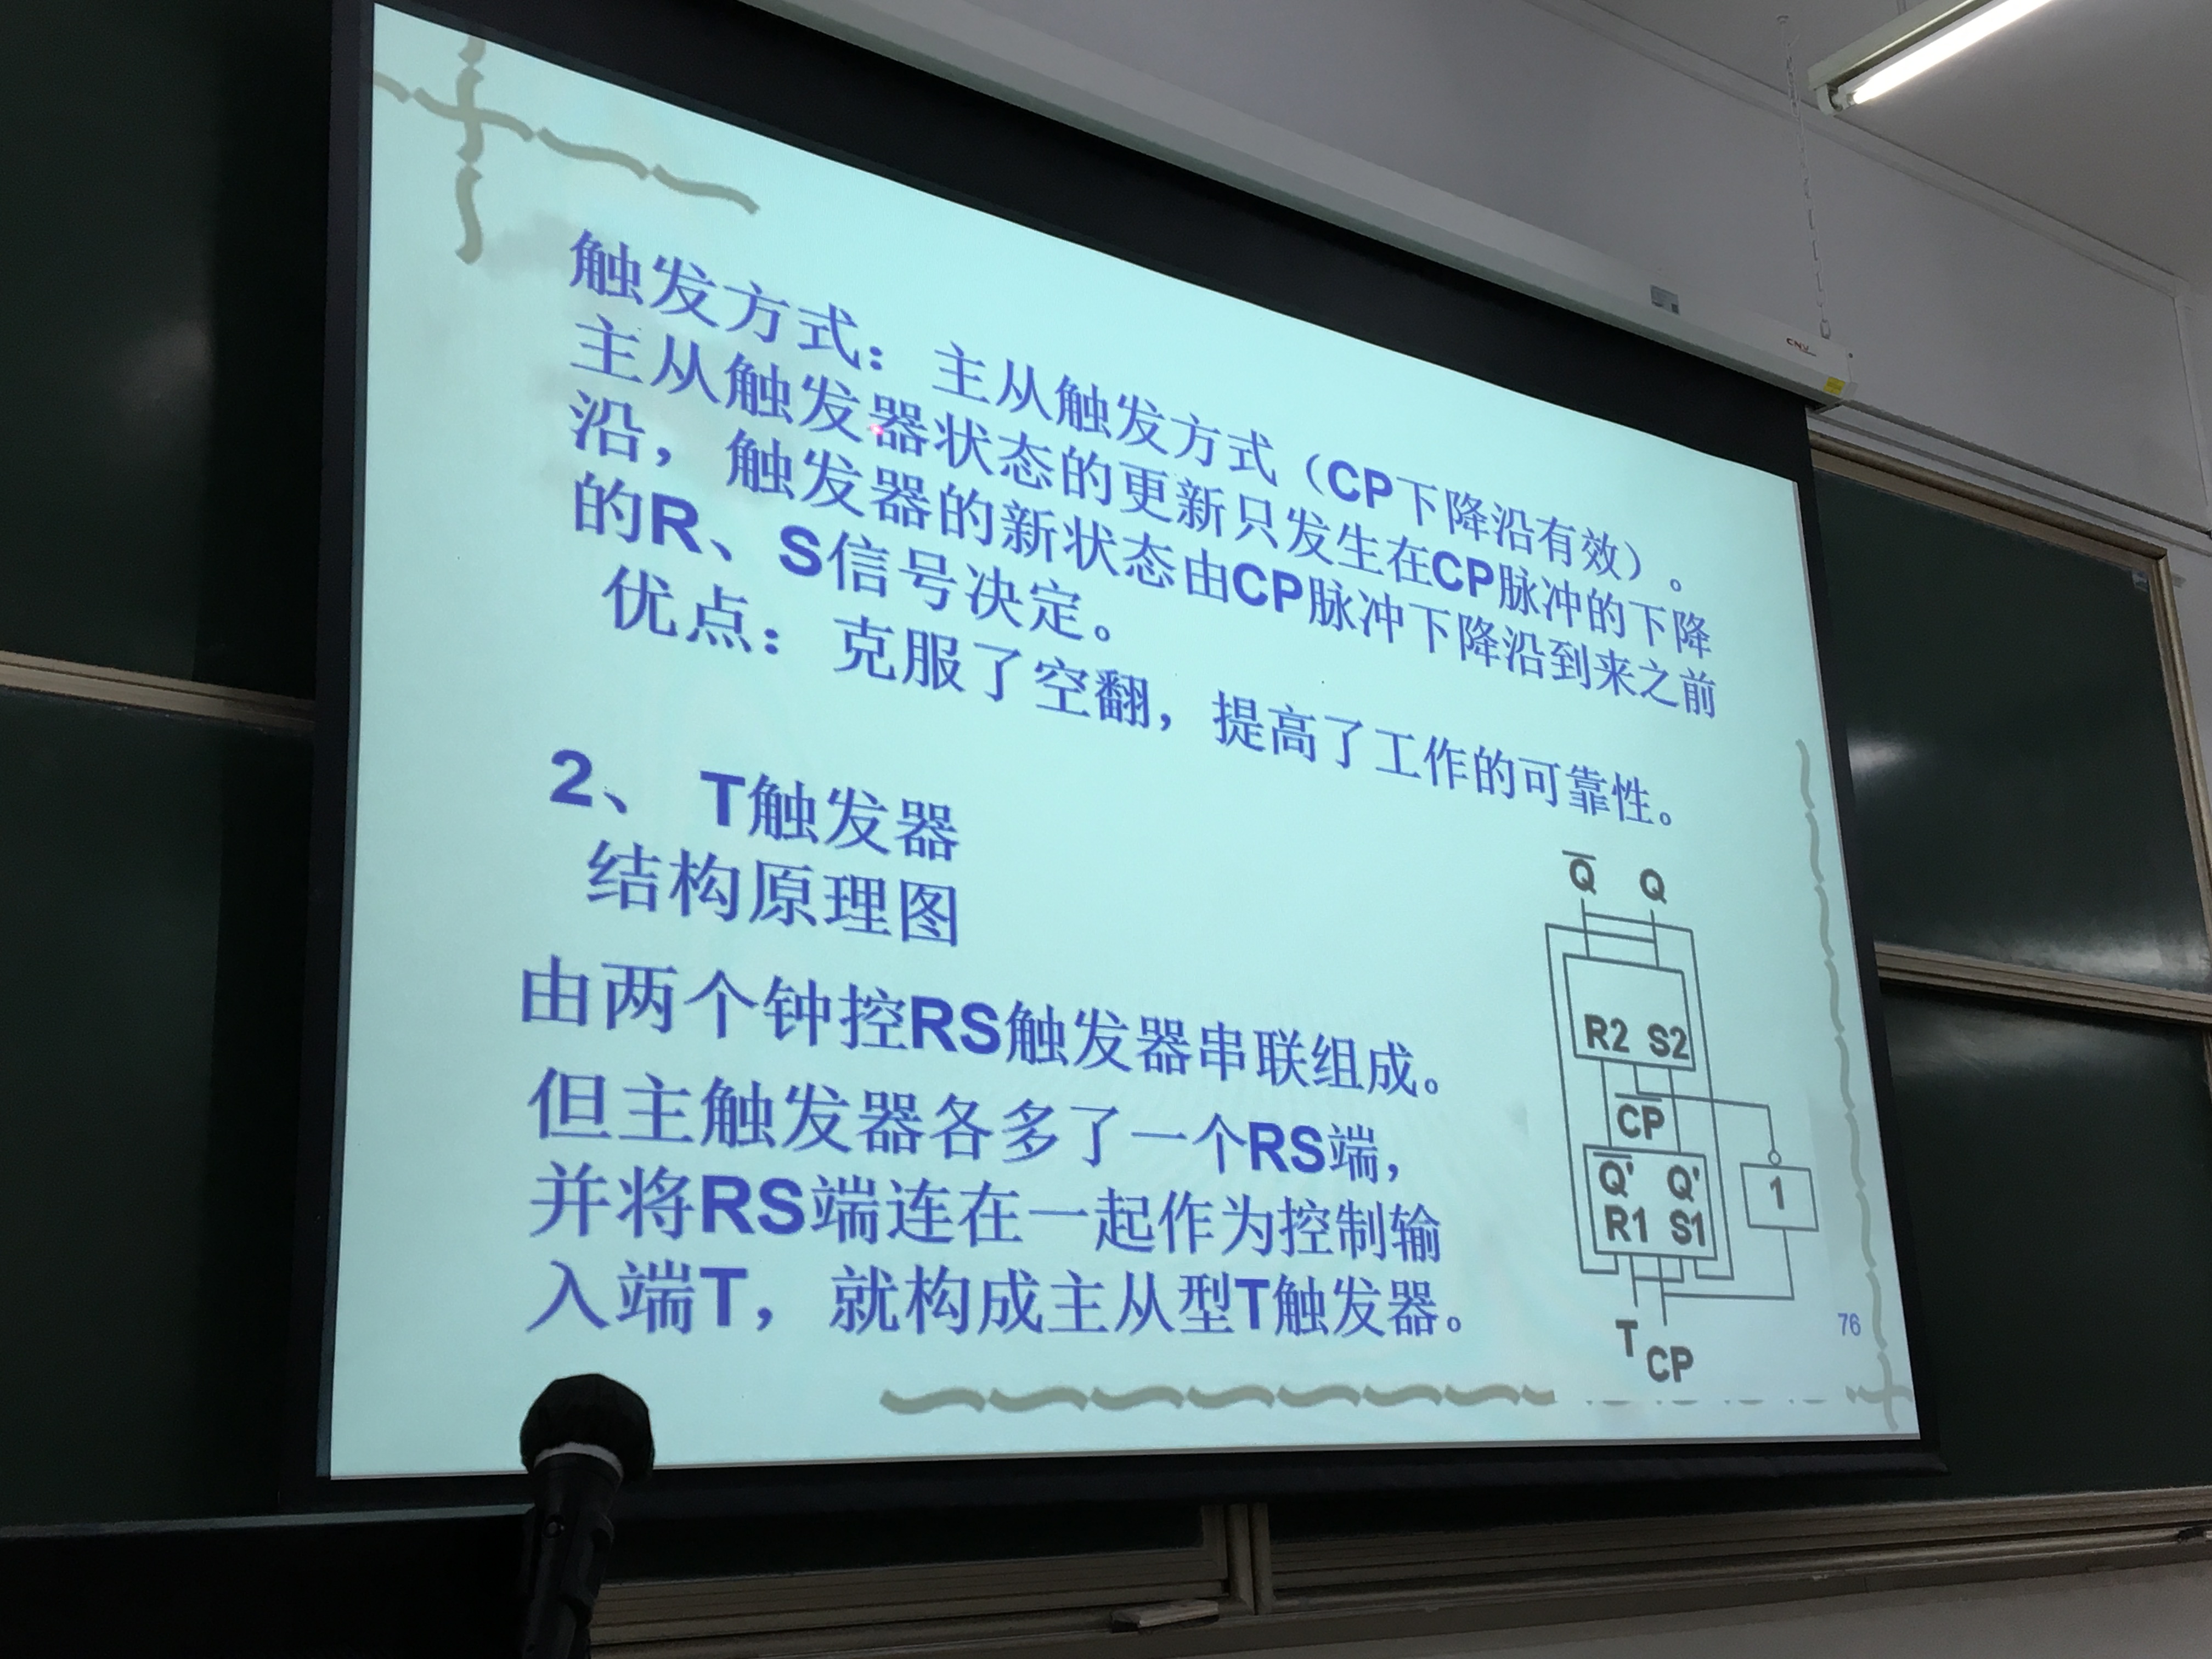 触发方式：主从触发方式（CP下降沿有效）。
主从触发器状态的更新只发生在CP脉冲的下降
沿，触发器的新状态由CP脉冲下降沿到来之前
的R、S信号决定。
优点：克服了空翻，提高了工作的可靠性。
2、 T触发器
结构原理图
由两个钟控RS触发器串联组成。
但主触发器各多了一个RS端，
并将RS端连在一起作为控制输
入端T，就构成主从型T触发器。
Q̅ Q
R2 S2
C̅P̅
Q̅' Q'
R1 S1
1
T
CP
76
CNV